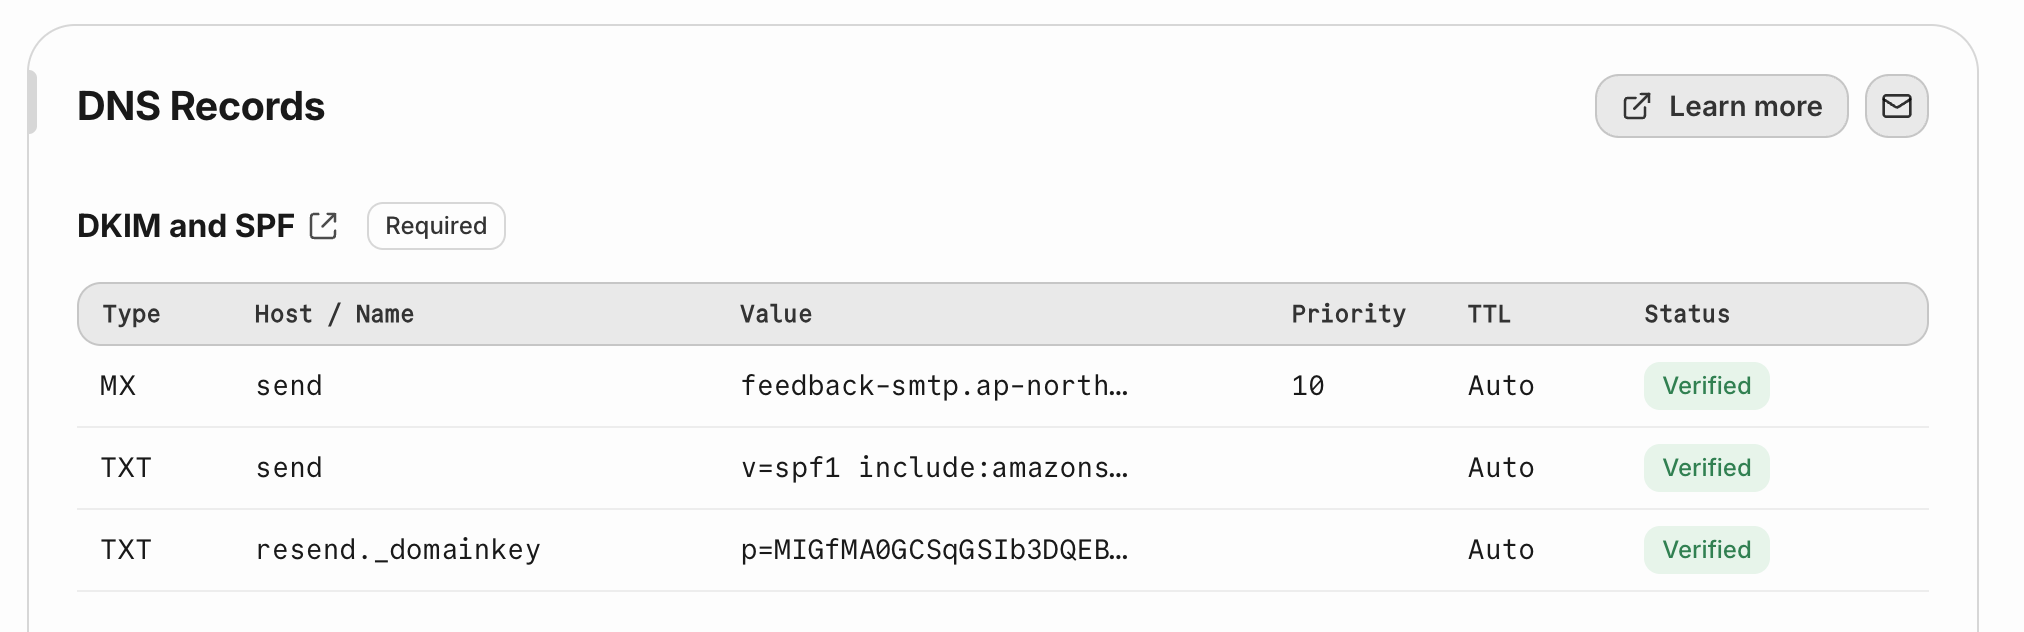 DNS Records
Learn more
DKIM and SPF Required
Type Host / Name Value Priority TTL Status
MX send feedback-smtp.ap-north… 10 Auto Verified
TXT send v=spf1 include:amazons… Auto Verified
TXT resend._domainkey p=MIGfMA0GCSqGSIb3DQEB… Auto Verified